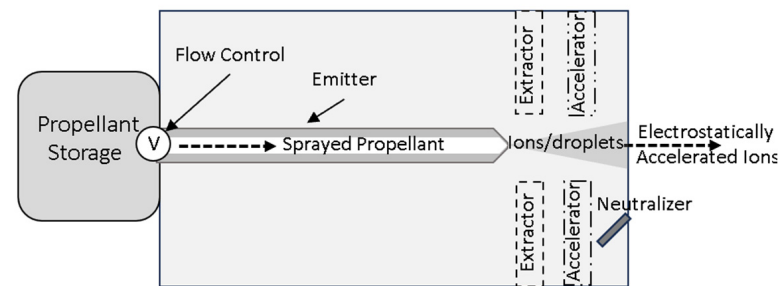 Flow Control
Emitter
Extractor
Accelerator
Propellant
Storage
V
Sprayed Propellant
Ions/droplets
Electrostatically
Accelerated Ions
Extractor
Accelerator
Neutralizer